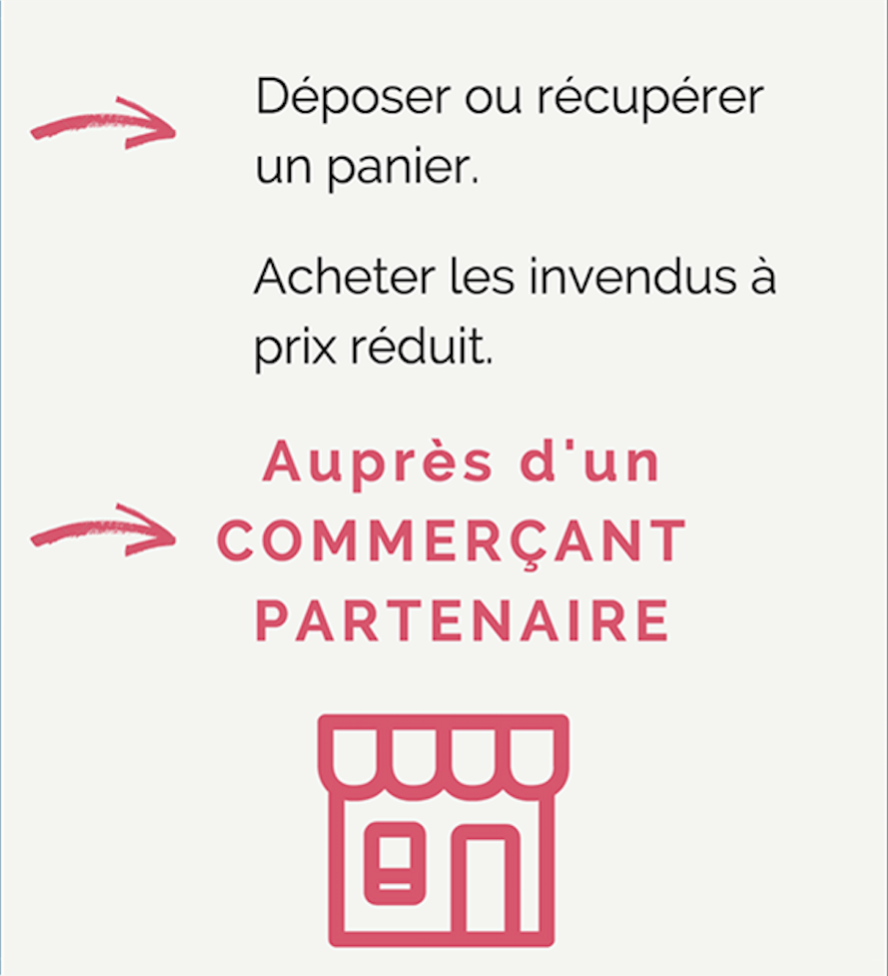 Déposer ou récupérer
un panier.
Acheter les invendus à
prix réduit.
Auprès d'un
COMMERÇANT
PARTENAIRE